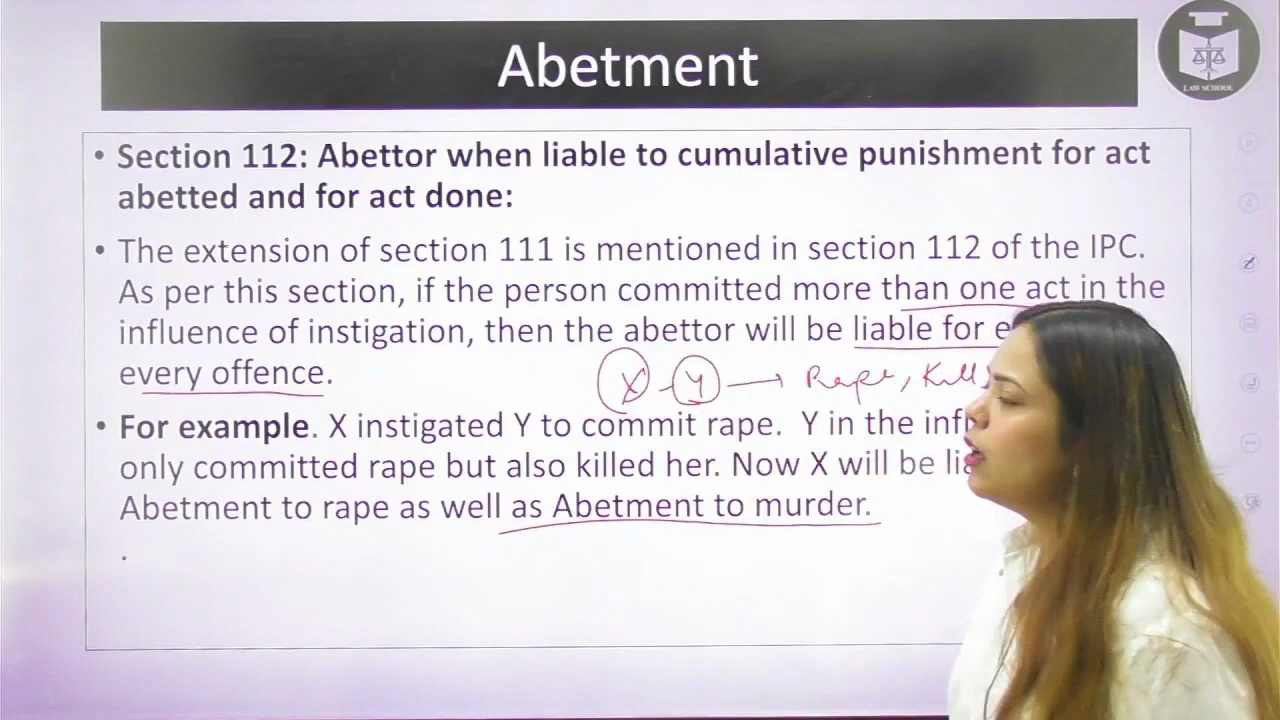 Abetment
LAW SCHOOL
• Section 112: Abettor when liable to cumulative punishment for act
abetted and for act done:
• The extension of section 111 is mentioned in section 112 of the IPC.
As per this section, if the person committed more than one act in the
influence of instigation, then the abettor will be liable for
every offence.
X - Y → Rape, Kill
• For example. X instigated Y to commit rape. Y in the
only committed rape but also killed her. Now X will be
Abetment to rape as well as Abetment to murder.
.